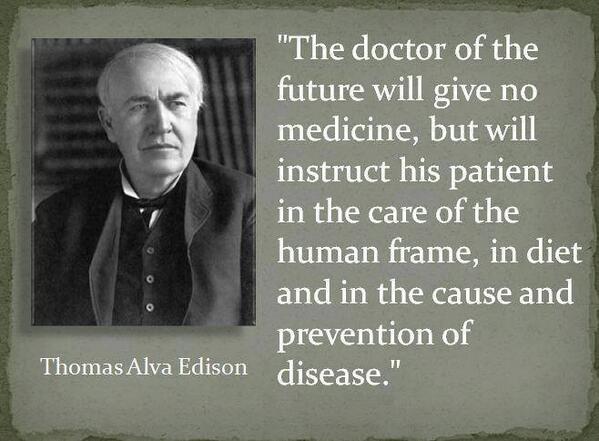 "The doctor of the
future will give no
medicine, but will
instruct his patient
in the care of the
human frame, in diet
and in the cause and
prevention of
disease."
Thomas Alva Edison